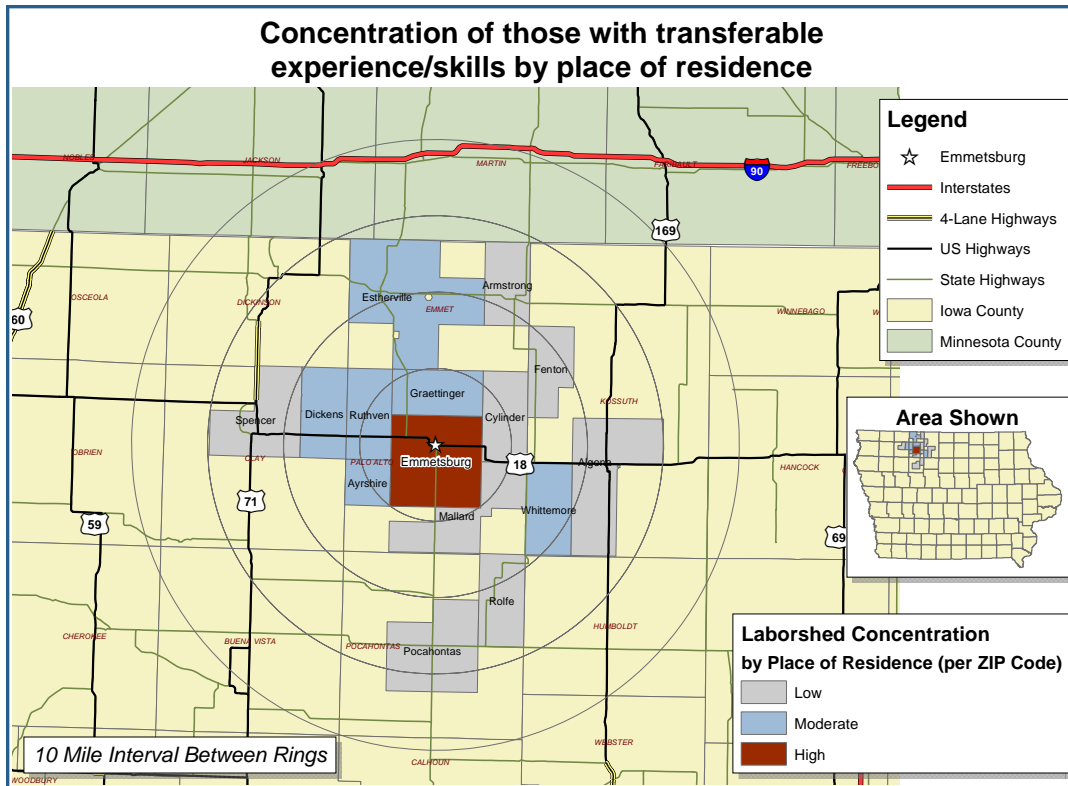 Concentration of those with transferable
experience/skills by place of residence
Legend
Emmetsburg
Interstates
4-Lane Highways
US Highways
State Highways
Iowa County
Minnesota County
NOBLES
JACKSON
MARTIN
FARIBAULT
90
169
OSCEOLA
DICKINSON
EMMET
WINNEBAGO
W
60
Estherville
Armstrong
Fenton
KOSSUTH
Graettinger
Dickens
Ruthven
Cylinder
Spencer
OBRIEN
CLAY
PALO ALTO
Emmetsburg
18
Algona
HANCOCK
Ayrshire
71
Whittemore
Mallard
59
69
Rolfe
CHEROKEE
BUENA VISTA
POCAHONTAS
HUMBOLDT
Pocahontas
WEBSTER
CALHOUN
WOODBURY
Area Shown
Laborshed Concentration
by Place of Residence (per ZIP Code)
Low
Moderate
High
10 Mile Interval Between Rings